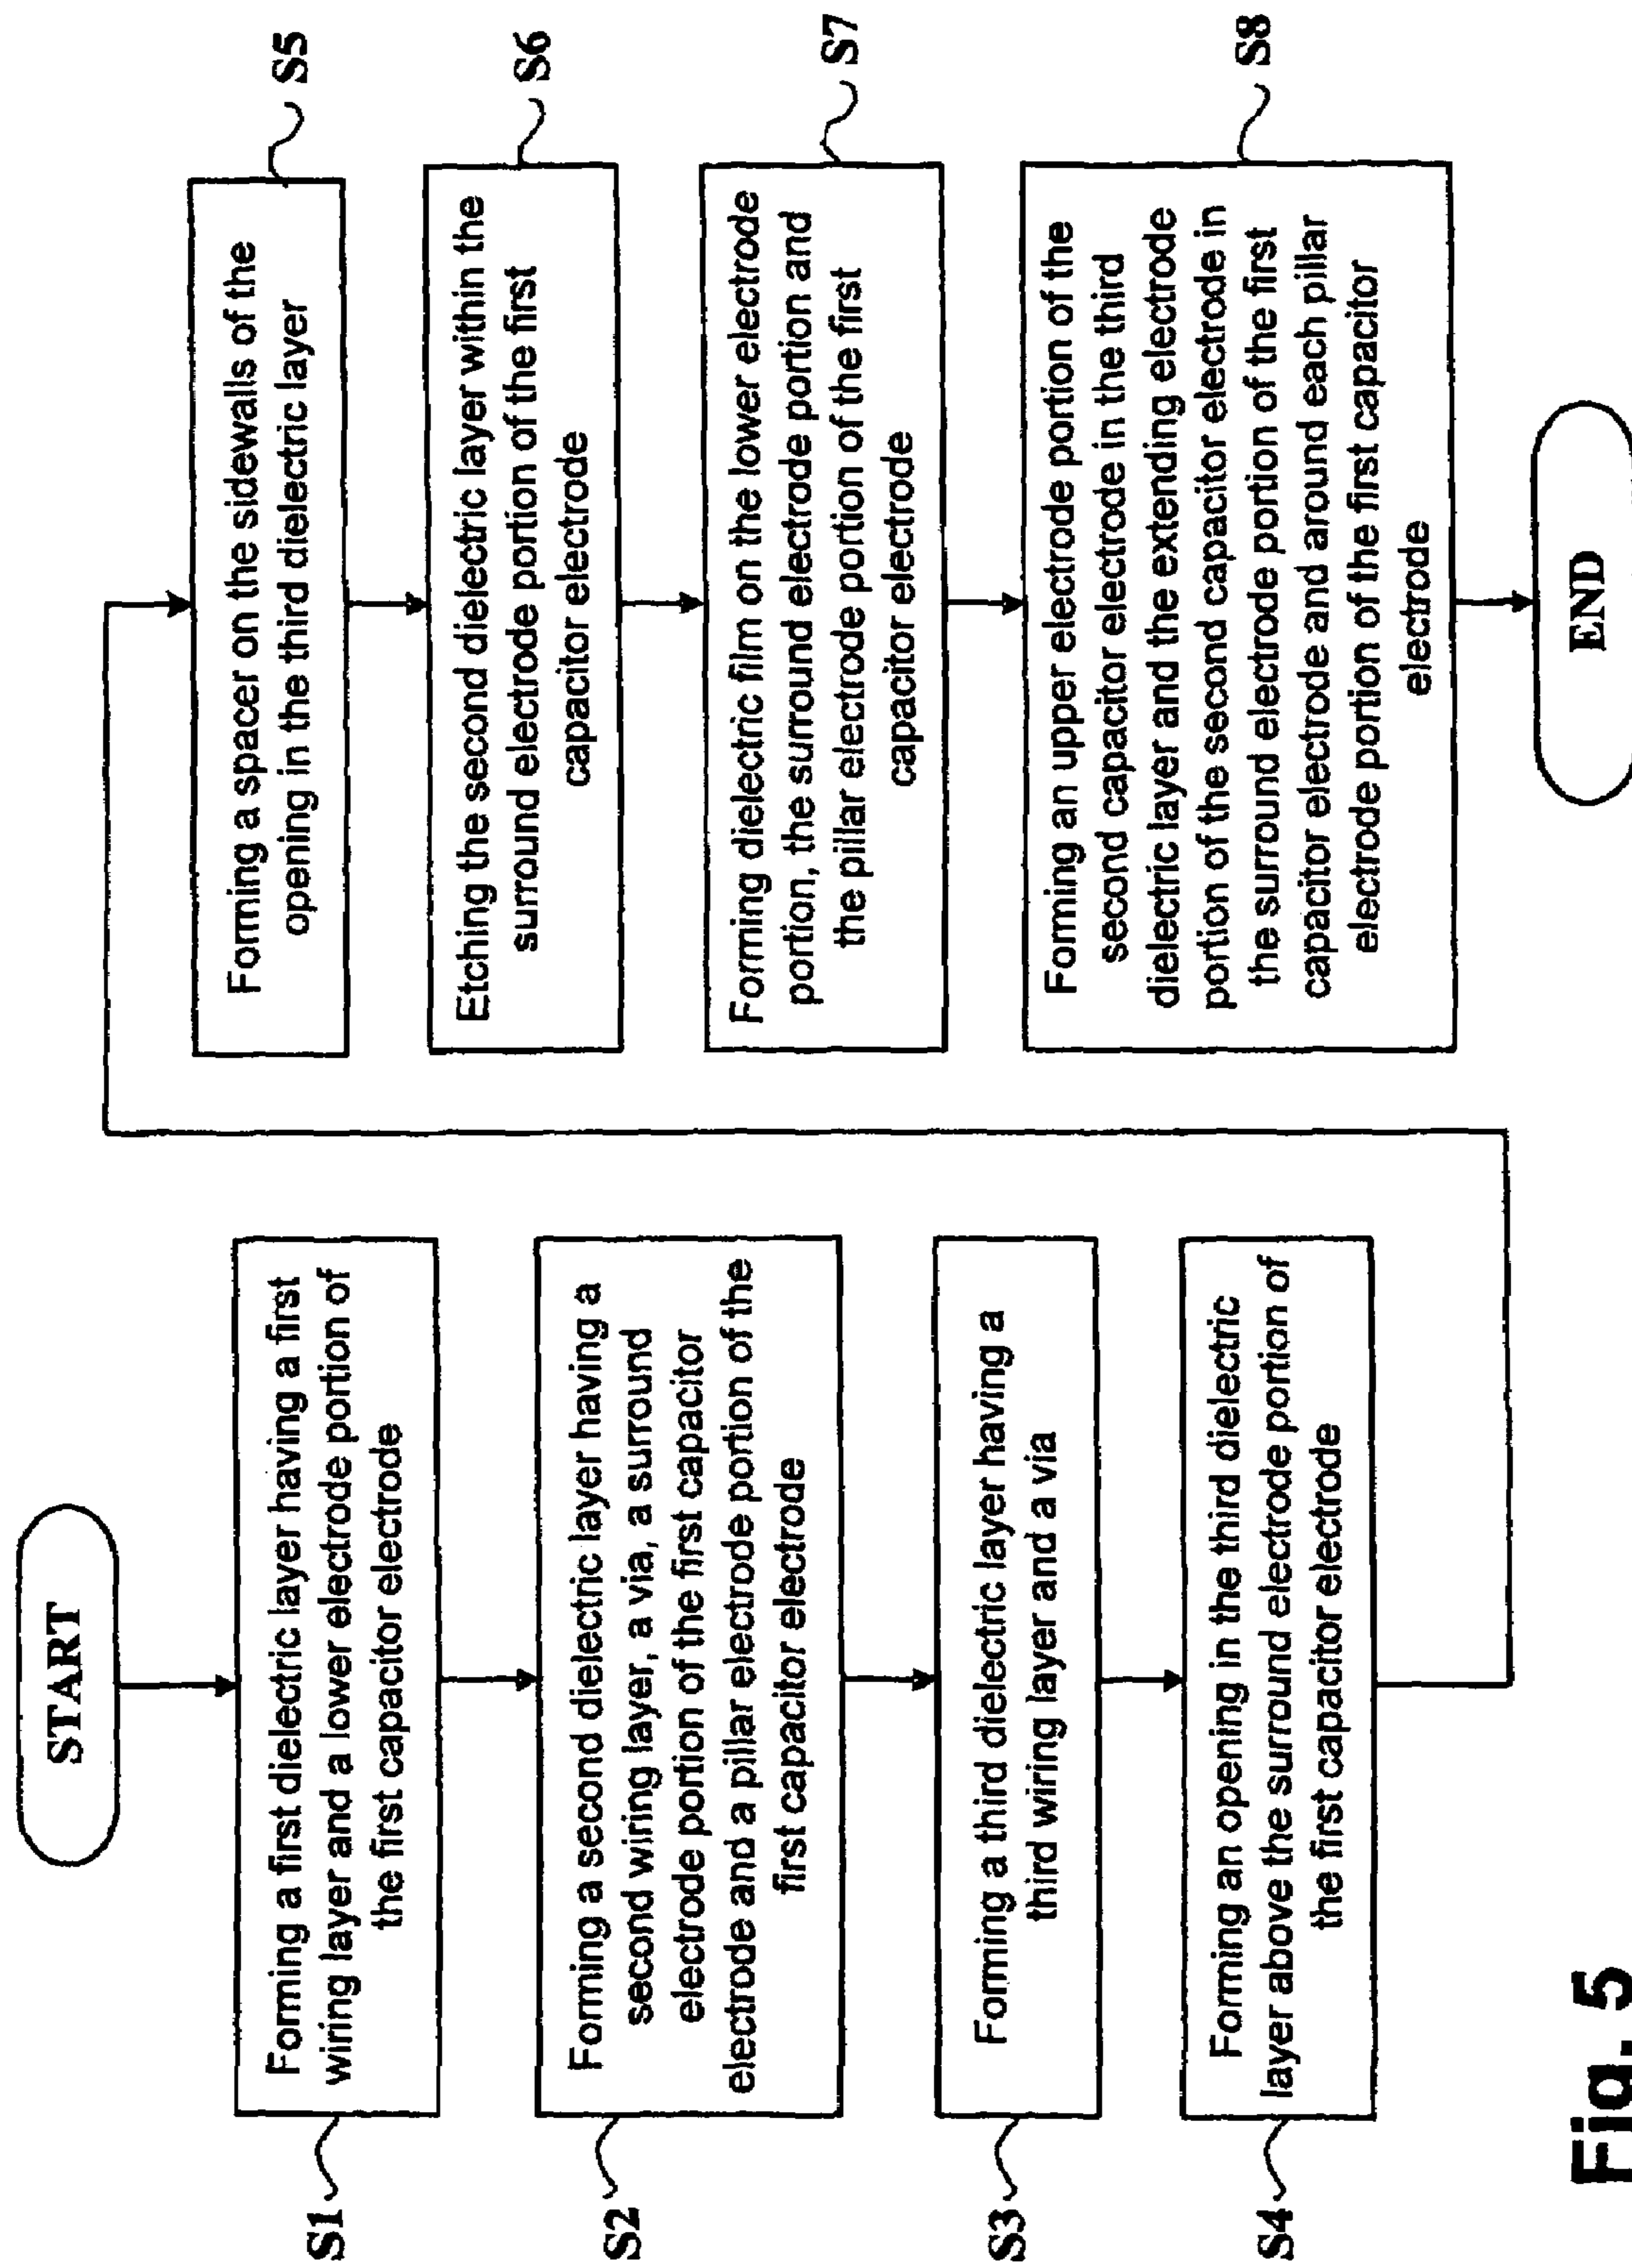 START
S1
Forming a first dielectric layer having a first
wiring layer and a lower electrode portion of
the first capacitor electrode
S2
Forming a second dielectric layer having a
second wiring layer, a via, a surround
electrode portion of the first capacitor
electrode and a pillar electrode portion of the
first capacitor electrode
S3
Forming a third dielectric layer having a
third wiring layer and a via
S4
Forming an opening in the third dielectric
layer above the surround electrode portion of
the first capacitor electrode
S5
Forming a spacer on the sidewalls of the
opening in the third dielectric layer
S6
Etching the second dielectric layer within the
surround electrode portion of the first
capacitor electrode
S7
Forming dielectric film on the lower electrode
portion, the surround electrode portion and
the pillar electrode portion of the first
capacitor electrode
S8
Forming an upper electrode portion of the
second capacitor electrode in the third
dielectric layer and the extending electrode
portion of the second capacitor electrode in
the surround electrode portion of the first
capacitor electrode and around each pillar
electrode portion of the first capacitor
electrode
END
Fig. 5